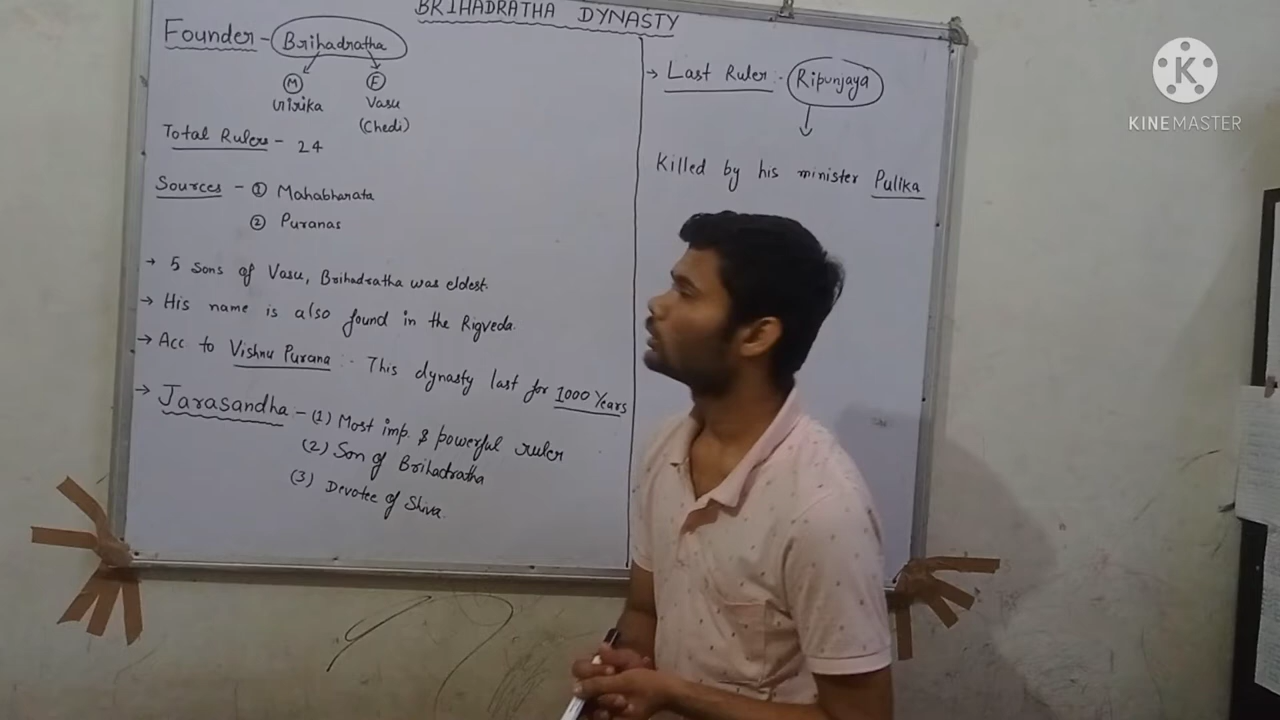 BRIHADRATHA DYNASTY
Founder - Brihadratha
M F
Girika Vasu
(Chedi)
Total Rulers - 24
Sources - ① Mahabharata
② Puranas
→ 5 Sons of Vasu, Brihadratha was eldest.
→ His name is also found in the Rigveda.
→ Acc. to Vishnu Purana :- This dynasty last for 1000 Years
→ Jarasandha - (1) Most imp. & powerful ruler
(2) Son of Brihadratha
(3) Devotee of Shiva.
→ Last Ruler :- Ripunjaya
Killed by his minister Pulika
K
KINEMASTER